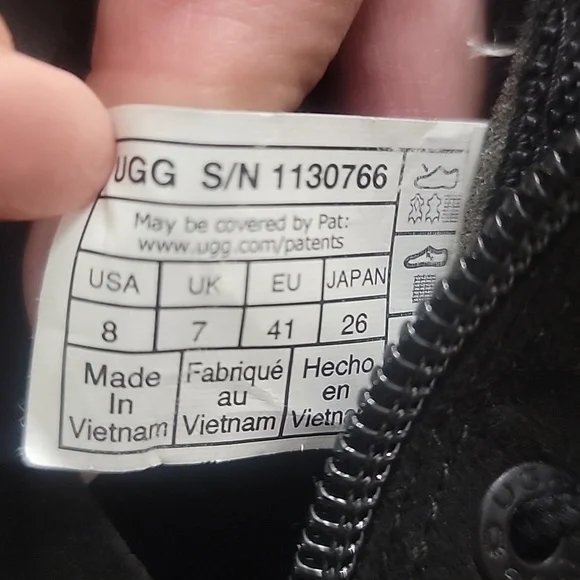 UGG S/N 1130766
May be covered by Pat:
www.ugg.com/patents
USA UK EU JAPAN
8 7 41 26
Made In Vietnam
Fabriqué au Vietnam
Hecho en
UGG